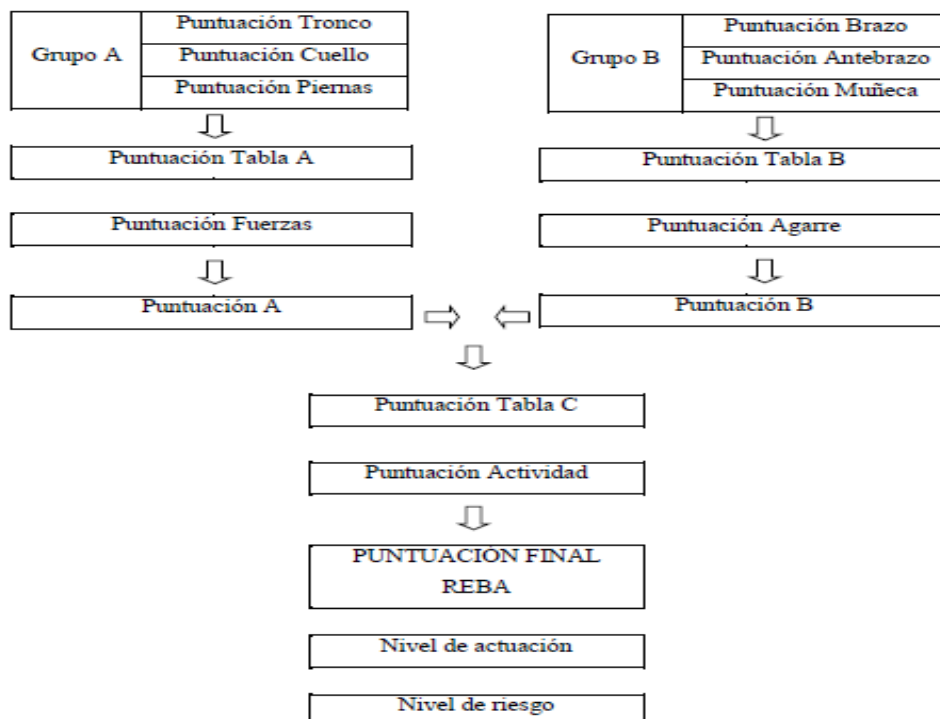 Grupo A
Puntuación Tronco
Puntuación Cuello
Puntuación Piernas
Grupo B
Puntuación Brazo
Puntuación Antebrazo
Puntuación Muñeca
Puntuación Tabla A
Puntuación Tabla B
Puntuación Fuerzas
Puntuación Agarre
Puntuación A
Puntuación B
Puntuación Tabla C
Puntuación Actividad
PUNTUACIÓN FINAL
REBA
Nivel de actuación
Nivel de riesgo